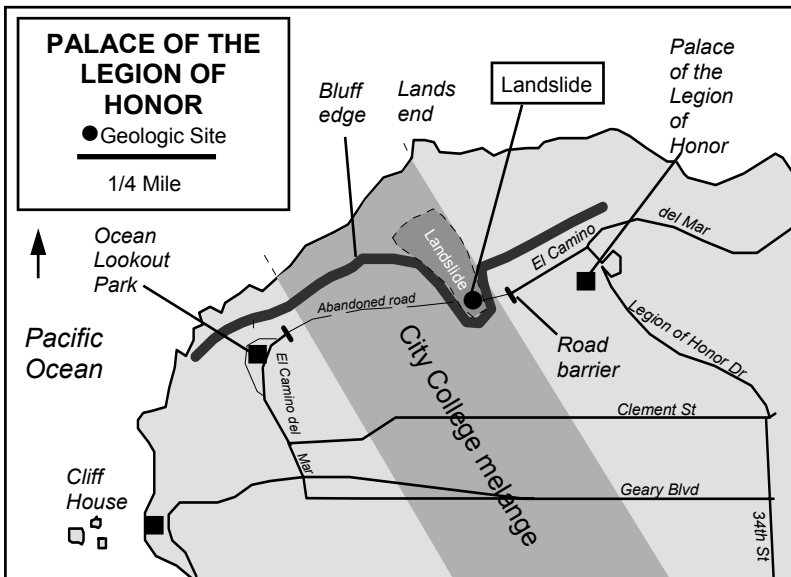 PALACE OF THE
LEGION OF
HONOR
Geologic Site
1/4 Mile
Bluff
edge
Lands
end
Landslide
Palace
of the
Legion
of
Honor
Ocean
Lookout
Park
Pacific
Ocean
Landslide
El Camino
del Mar
Abandoned road
Road
barrier
Legion of Honor Dr
El Camino del
Mar
City College melange
Clement St
Geary Blvd
Cliff
House
34th St